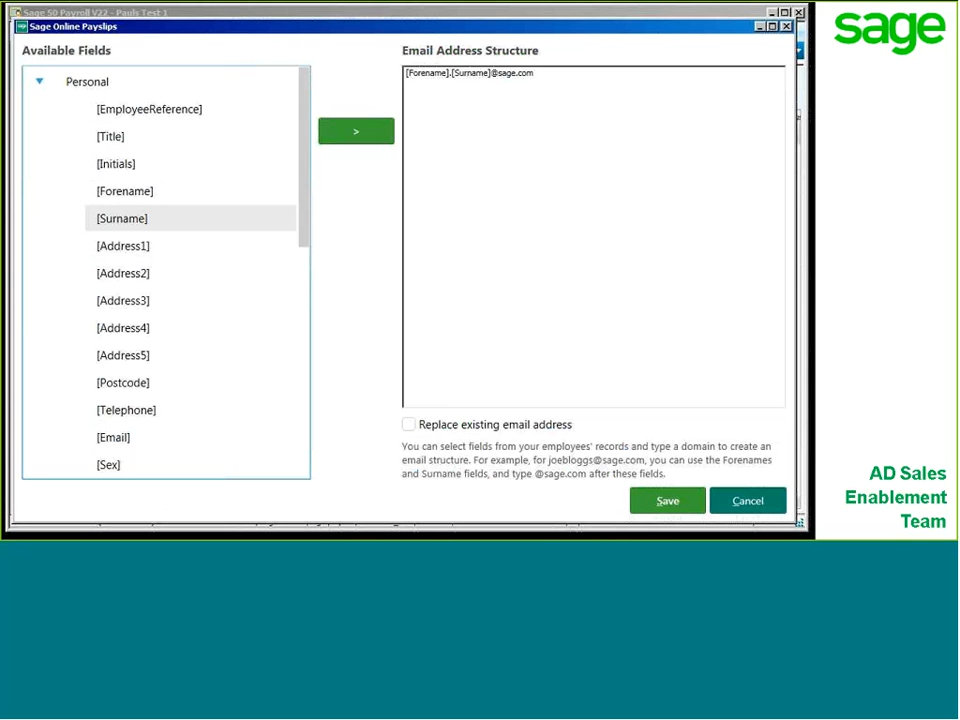 Sage 50 Payroll V22 - Pauls Test 1
Sage Online Payslips
Available Fields
Personal
[EmployeeReference]
[Title]
[Initials]
[Forename]
[Surname]
[Address1]
[Address2]
[Address3]
[Address4]
[Address5]
[Postcode]
[Telephone]
[Email]
[Sex]
>
Email Address Structure
[Forename].[Surname]@sage.com
Replace existing email address
You can select fields from your employees' records and type a domain to create an
email structure. For example, for joebloggs@sage.com, you can use the Forenames
and Surname fields, and type @sage.com after these fields.
Save
Cancel
sage
AD Sales
Enablement
Team